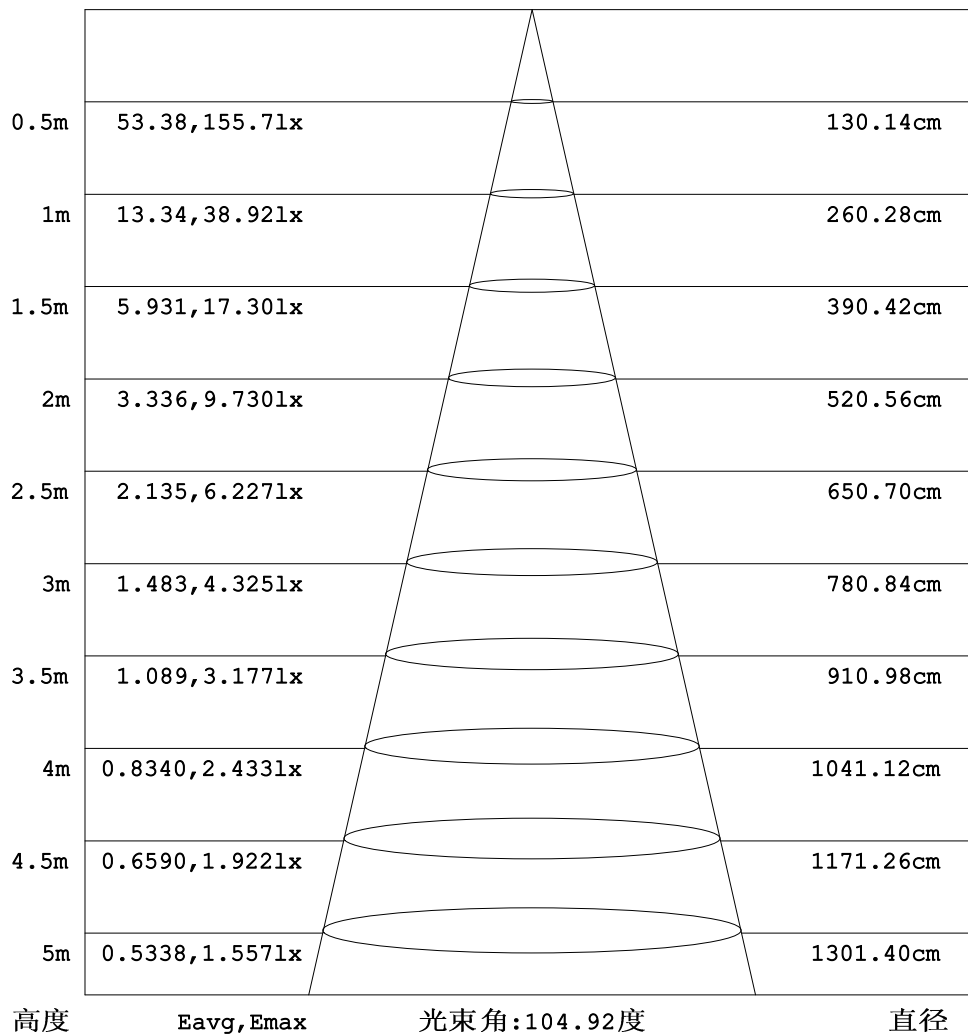 0.5m 53.38,155.7lx 130.14cm
1m 13.34,38.92lx 260.28cm
1.5m 5.931,17.30lx 390.42cm
2m 3.336,9.730lx 520.56cm
2.5m 2.135,6.227lx 650.70cm
3m 1.483,4.325lx 780.84cm
3.5m 1.089,3.177lx 910.98cm
4m 0.8340,2.433lx 1041.12cm
4.5m 0.6590,1.922lx 1171.26cm
5m 0.5338,1.557lx 1301.40cm
高度 Eavg,Emax 光束角:104.92度 直径